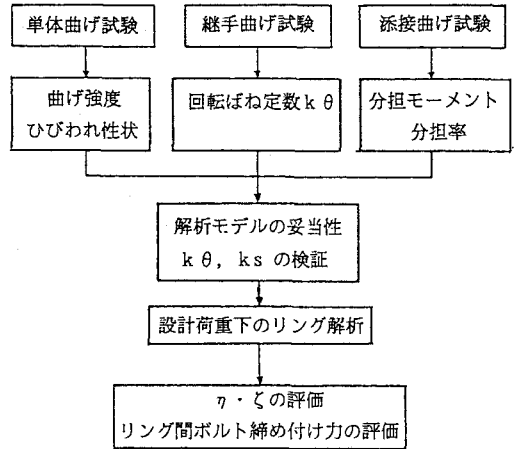 単体曲げ試験
継手曲げ試験
添接曲げ試験
曲げ強度
ひびわれ性状
回転ばね定数kθ
分担モーメント
分担率
解析モデルの妥当性
kθ, ks の検証
設計荷重下のリング解析
η・ζの評価
リング間ボルト締め付け力の評価